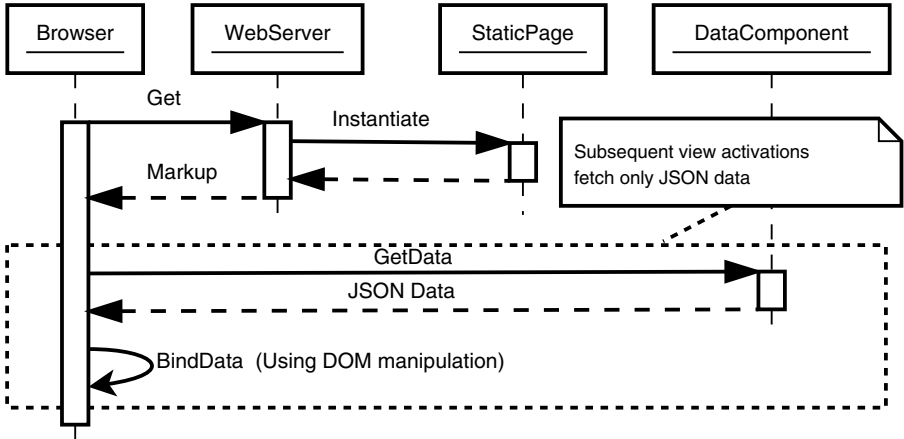 Browser
WebServer
StaticPage
DataComponent
Get
Instantiate
Markup
Subsequent view activations
fetch only JSON data
GetData
JSON Data
BindData (Using DOM manipulation)